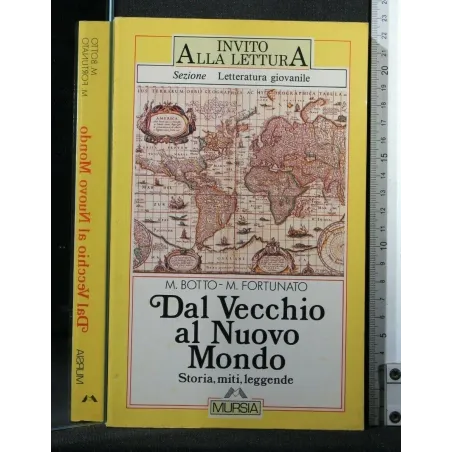 INVITO
ALLA LETTURA
Sezione Letteratura giovanile
AMERICA
M. BOTTO - M. FORTUNATO
Dal Vecchio
al Nuovo
Mondo
Storia, miti, leggende
MURSIA
M. BOTTO
M. FORTUNATO
Dal Vecchio al Nuovo Mondo
MURSIA